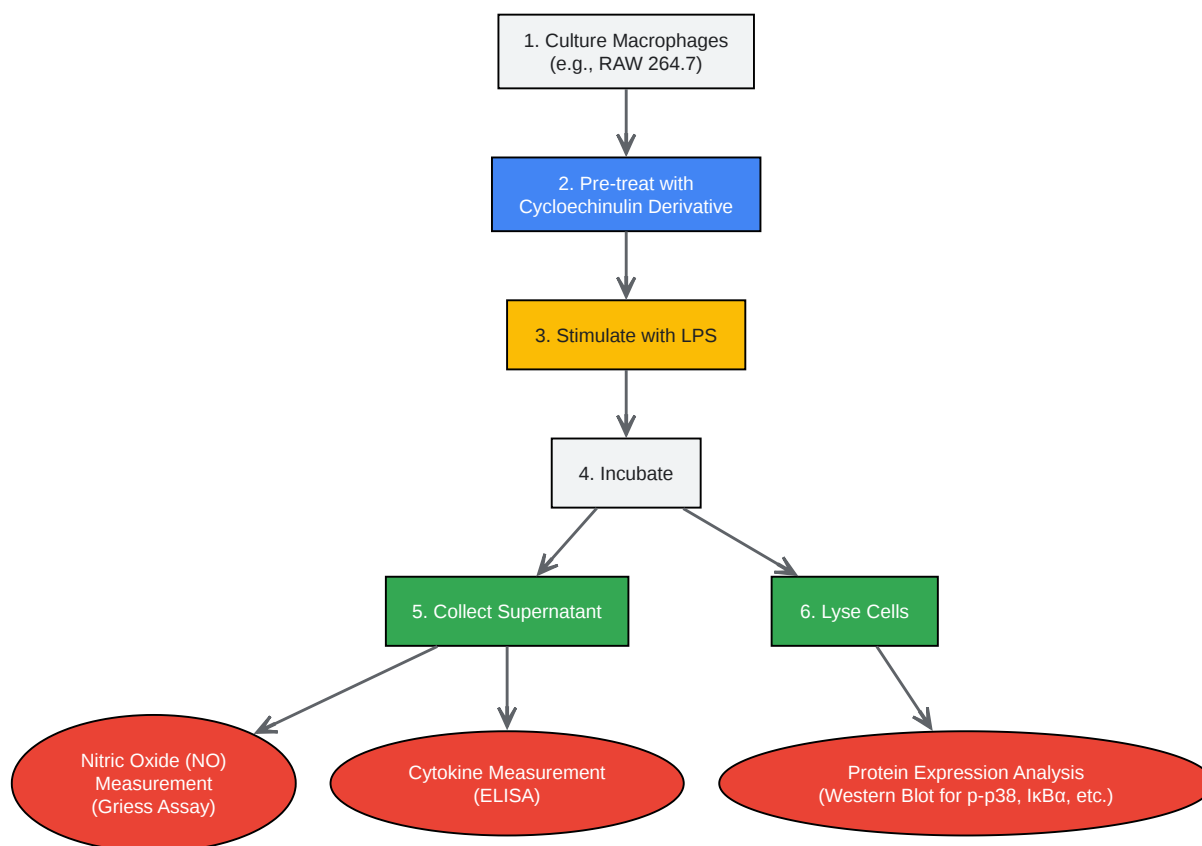 1. Culture Macrophages
(e.g., RAW 264.7)
2. Pre-treat with
Cycloechinulin Derivative
3. Stimulate with LPS
4. Incubate
5. Collect Supernatant
6. Lyse Cells
Nitric Oxide (NO)
Measurement
(Griess Assay)
Cytokine Measurement
(ELISA)
Protein Expression Analysis
(Western Blot for p-p38, IκBα, etc.)